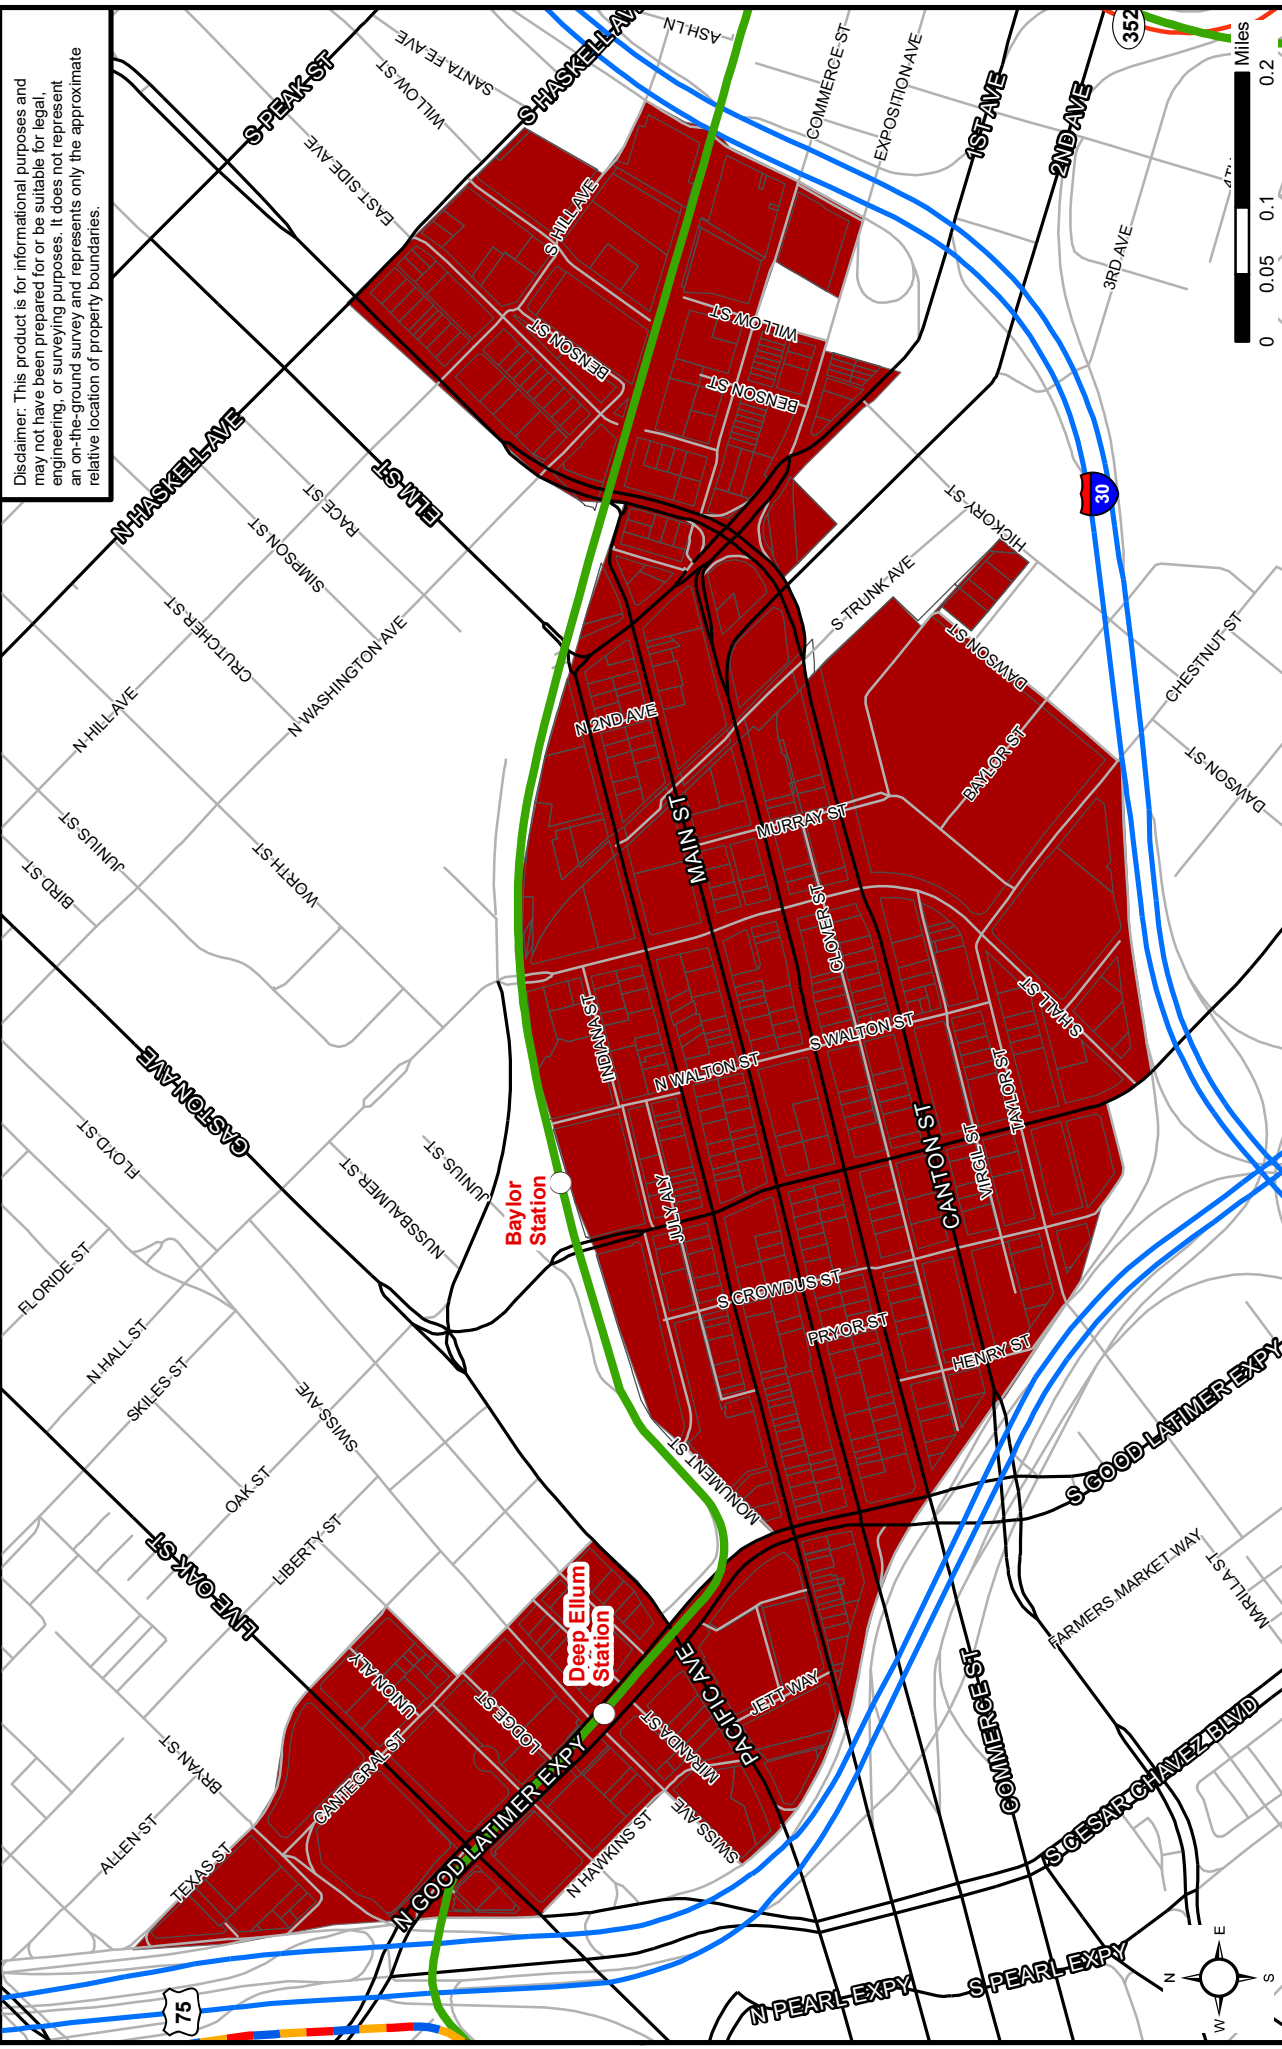 Disclaimer: This product is for informational purposes and
may not have been prepared for or be suitable for legal,
engineering, or surveying purposes. It does not represent
an on-the-ground survey and represents only the approximate
relative location of property boundaries.
S PEAK ST
S HASKELL AVE
SANTA FE AVE
WILLOW ST
EAST SIDE AVE
ASH LN
COMMERCE ST
EXPOSITION AVE
1ST AVE
2ND AVE
352
Miles
0 0.05 0.1 0.2
3RD AVE
S HILL AVE
BENSON ST
WILLOW ST
BENSON ST
N HASKELL AVE
ELM ST
RACE ST
SIMPSON ST
CRUTCHER ST
N WASHINGTON AVE
N HILL AVE
JUNIUS ST
BIRD ST
WORTH ST
30
HICKORY ST
S TRUNK AVE
DAWSON ST
CHESTNUT ST
DAWSON ST
BAYLOR ST
N 2ND AVE
MAIN ST
MURRAY ST
CLOVER ST
S HALL ST
INDIANA ST
N WALTON ST
S WALTON ST
TAYLOR ST
VIRGIL ST
CANTON ST
JULY ALY
S CROWDUS ST
PRYOR ST
HENRY ST
MONUMENT ST
GASTON AVE
FLOYD ST
NUSSBAUMER ST
JUNIUS ST
Baylor
Station
FLORIDE ST
N HALL ST
SKILES ST
SWISS AVE
OAK ST
LIBERTY ST
LIVE OAK ST
Deep Ellum
Station
UNION ALY
LODGE ST
CANTEGRAL ST
BRYAN ST
ALLEN ST
TEXAS ST
N GOOD LATIMER EXPY
N HAWKINS ST
SWISS AVE
MIRANDA ST
PACIFIC AVE
JETT WAY
S GOOD LATIMER EXPY
FARMERS MARKET WAY
MARILLA ST
COMMERCE ST
S CESAR CHAVEZ BLVD
N PEARL EXPY
S PEARL EXPY
75
N
E
S
W